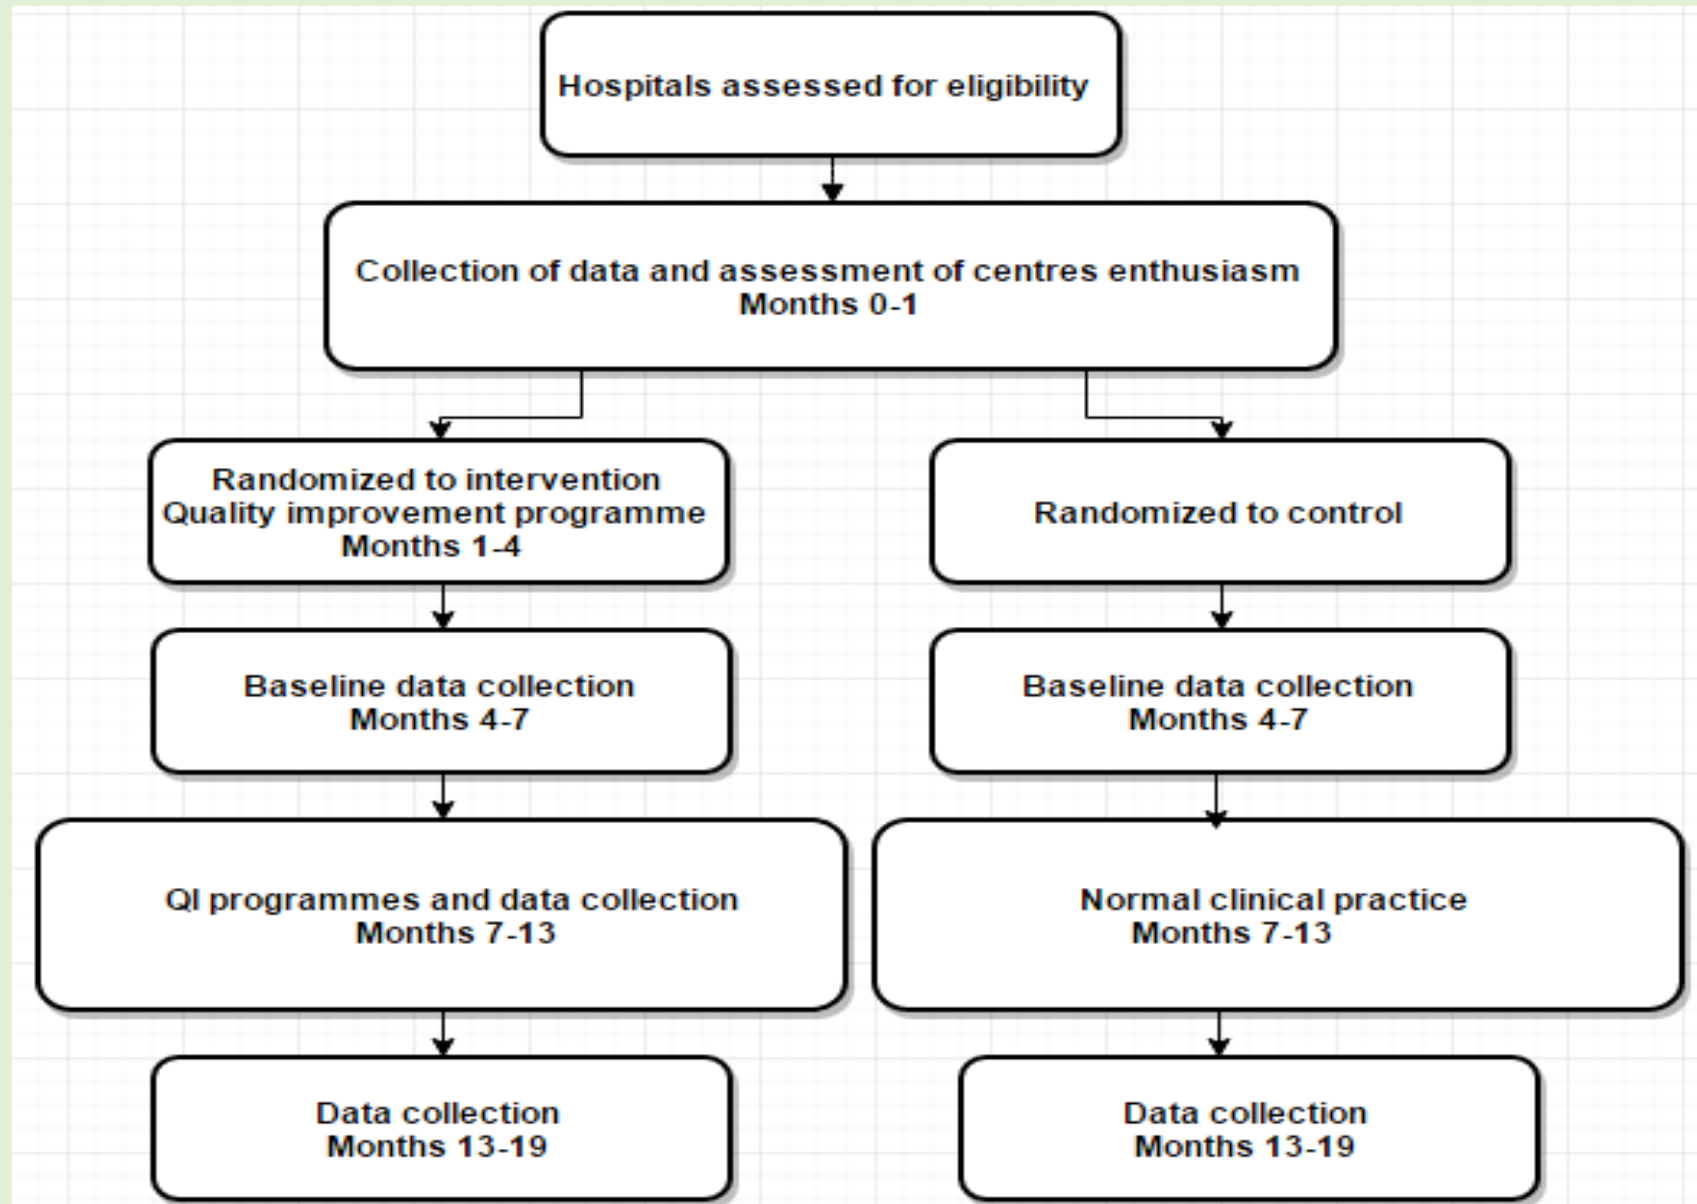 Hospitals assessed for eligibility
Collection of data and assessment of centres enthusiasm
Months 0-1
Randomized to intervention
Quality improvement programme
Months 1-4
Randomized to control
Baseline data collection
Months 4-7
Baseline data collection
Months 4-7
QI programmes and data collection
Months 7-13
Normal clinical practice
Months 7-13
Data collection
Months 13-19
Data collection
Months 13-19